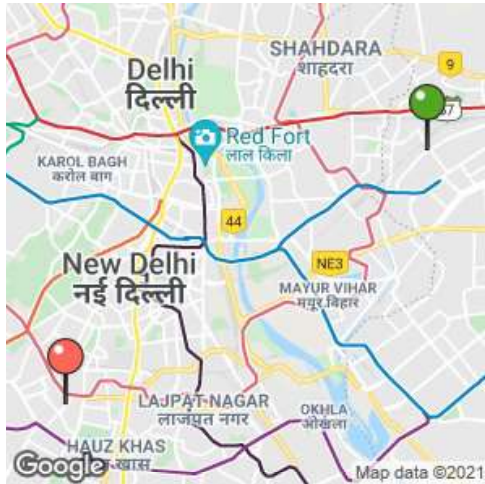 SHAHDARA
शाहदरा
9
Delhi
दिल्ली
Red Fort
लाल किला
KAROL BAGH
करोल बाग
44
New Delhi
नई दिल्ली
NE3
MAYUR VIHAR
मयूर विहार
LAJPAT NAGAR
लाजपत नगर
OKHLA
ओखला
HAUZ KHAS
खास
Google
Map data ©2021